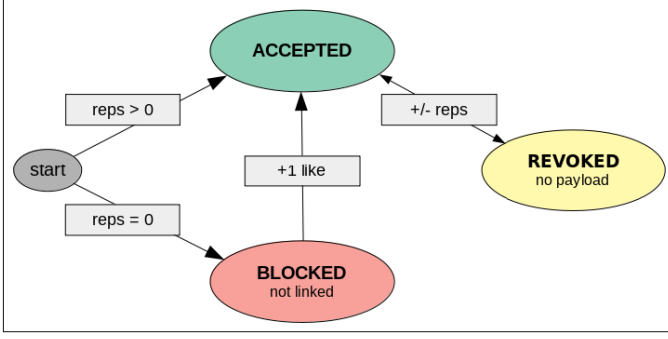 ACCEPTED
reps > 0
+/- reps
start
+1 like
REVOKED
no payload
reps = 0
BLOCKED
not linked